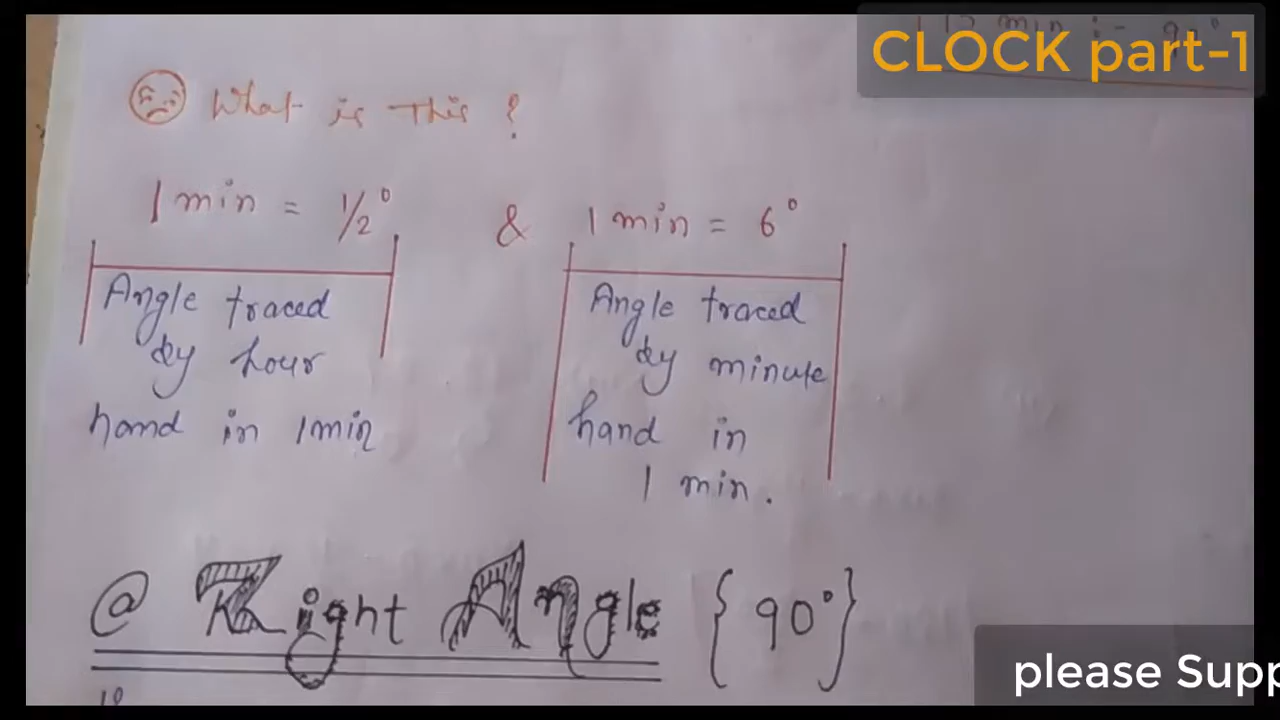 CLOCK part-1
What is This ?
1 min = 1/2° & 1 min = 6°
Angle traced
by hour
hand in 1min
Angle traced
by minute
hand in
1 min.
@ Right Angle { 90° }
please Supp